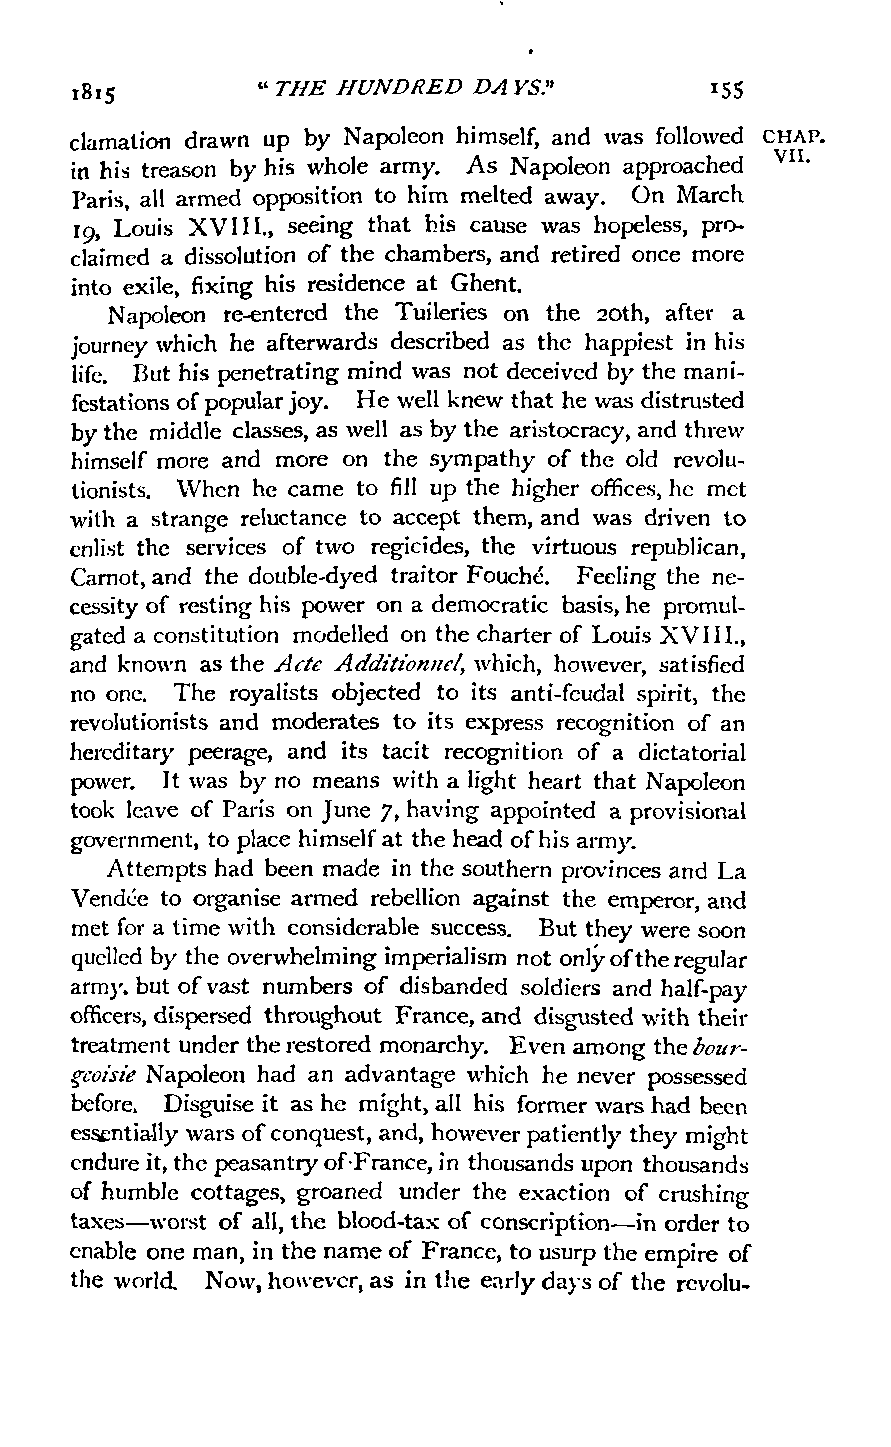 1815 "THE HUNDRED DAYS." 155
clamation drawn up by Napoleon himself, and was followed CHAP.
in his treason by his whole army. As Napoleon approached VII.
Paris, all armed opposition to him melted away. On March
19, Louis XVIII., seeing that his cause was hopeless, pro-
claimed a dissolution of the chambers, and retired once more
into exile, fixing his residence at Ghent.
Napoleon re-entered the Tuileries on the 20th, after a
journey which he afterwards described as the happiest in his
life. But his penetrating mind was not deceived by the mani-
festations of popular joy. He well knew that he was distrusted
by the middle classes, as well as by the aristocracy, and threw
himself more and more on the sympathy of the old revolu-
tionists. When he came to fill up the higher offices, he met
with a strange reluctance to accept them, and was driven to
enlist the services of two regicides, the virtuous republican,
Carnot, and the double-dyed traitor Fouché. Feeling the ne-
cessity of resting his power on a democratic basis, he promul-
gated a constitution modelled on the charter of Louis XVIII.,
and known as the Acte Additionnel, which, however, satisfied
no one. The royalists objected to its anti-feudal spirit, the
revolutionists and moderates to its express recognition of an
hereditary peerage, and its tacit recognition of a dictatorial
power. It was by no means with a light heart that Napoleon
took leave of Paris on June 7, having appointed a provisional
government, to place himself at the head of his army.
Attempts had been made in the southern provinces and La
Vendée to organise armed rebellion against the emperor, and
met for a time with considerable success. But they were soon
quelled by the overwhelming imperialism not only of the regular
army, but of vast numbers of disbanded soldiers and half-pay
officers, dispersed throughout France, and disgusted with their
treatment under the restored monarchy. Even among the bour-
geoisie Napoleon had an advantage which he never possessed
before. Disguise it as he might, all his former wars had been
essentially wars of conquest, and, however patiently they might
endure it, the peasantry of France, in thousands upon thousands
of humble cottages, groaned under the exaction of crushing
taxes—worst of all, the blood-tax of conscription—in order to
enable one man, in the name of France, to usurp the empire of
the world. Now, however, as in the early days of the revolu-